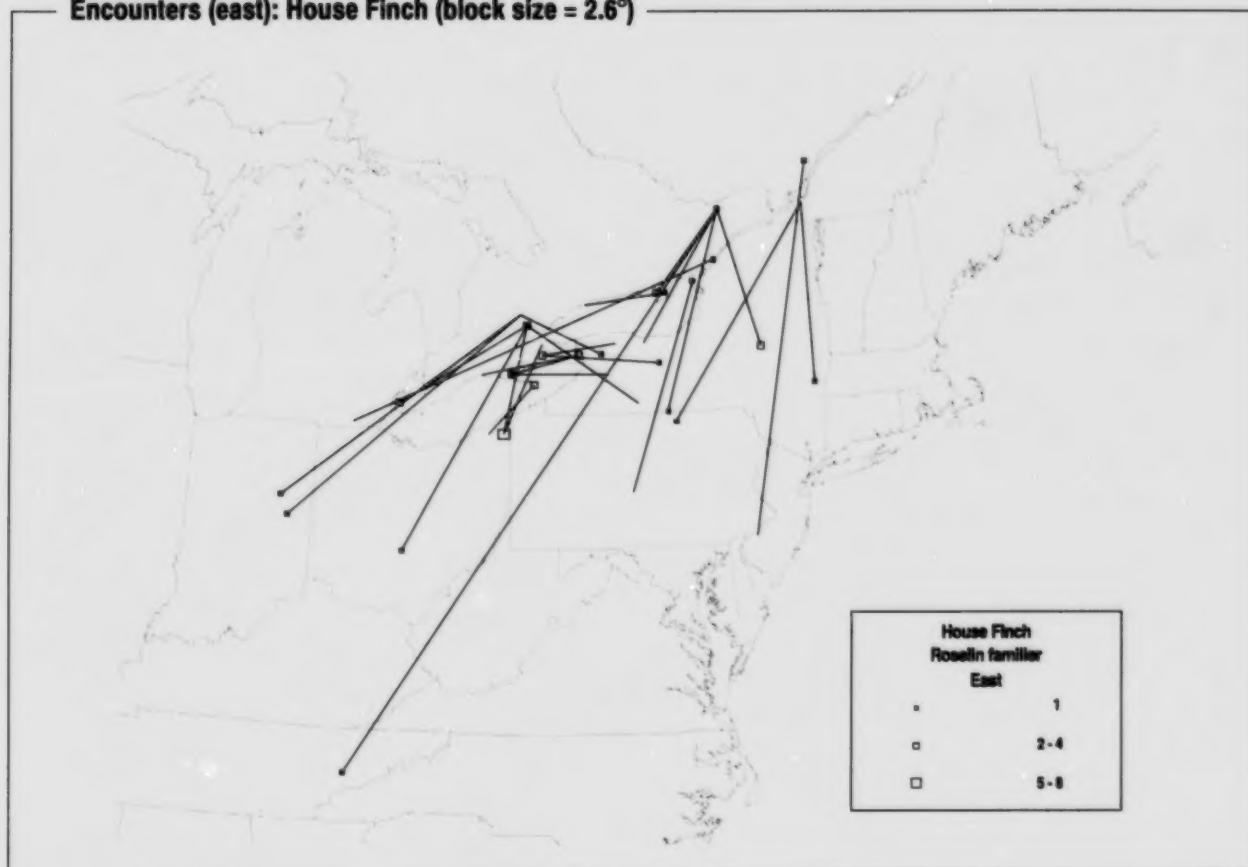 Encounters (east): House Finch (block size = 2.6°)
House Finch
Roselin familier
East
1
2 - 4
5 - 8